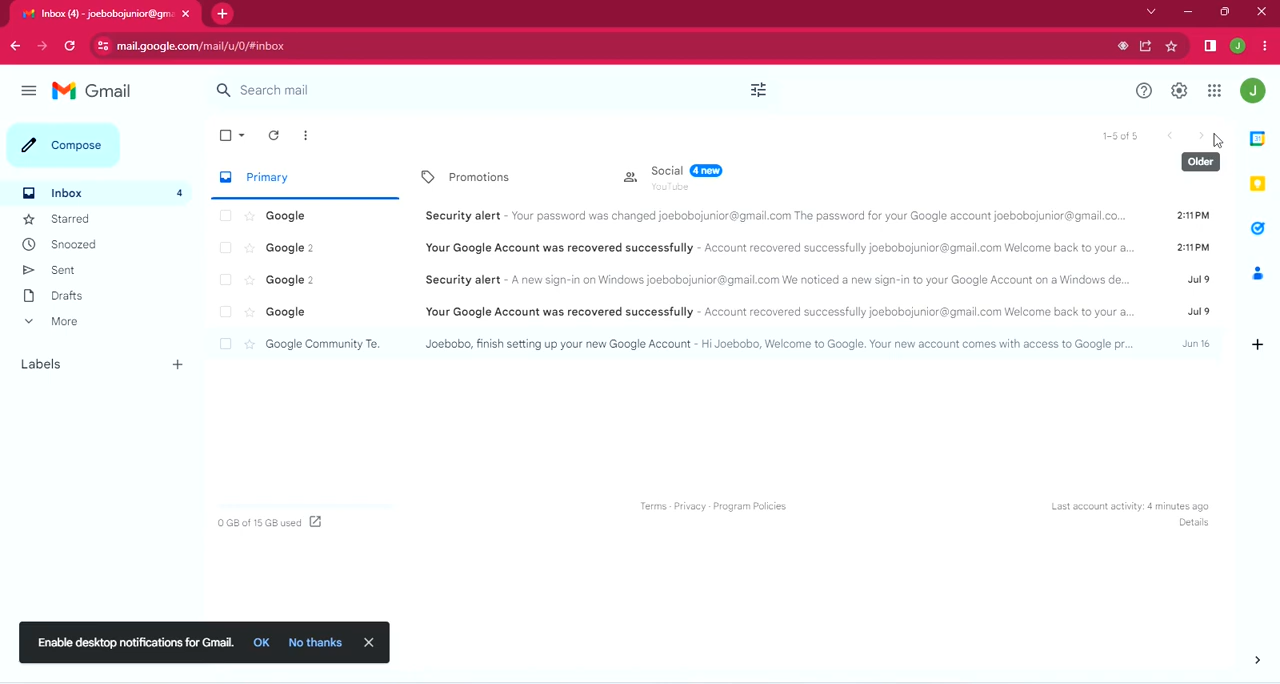 Inbox (4) - joebobojunior@gma
mail.google.com/mail/u/0/#inbox
Gmail
Search mail
J
Compose
1–5 of 5
Older
Inbox 4
Starred
Snoozed
Sent
Drafts
More
Labels
Primary
Promotions
Social 4 new
YouTube
Google Security alert - Your password was changed joebobojunior@gmail.com The password for your Google account joebobojunior@gmail.co... 2:11 PM
Google 2 Your Google Account was recovered successfully - Account recovered successfully joebobojunior@gmail.com Welcome back to your a... 2:11 PM
Google 2 Security alert - A new sign-in on Windows joebobojunior@gmail.com We noticed a new sign-in to your Google Account on a Windows de... Jul 9
Google Your Google Account was recovered successfully - Account recovered successfully joebobojunior@gmail.com Welcome back to your a... Jul 9
Google Community Te. Joebobo, finish setting up your new Google Account - Hi Joebobo, Welcome to Google. Your new account comes with access to Google pr... Jun 16
0 GB of 15 GB used
Terms · Privacy · Program Policies
Last account activity: 4 minutes ago
Details
Enable desktop notifications for Gmail. OK No thanks